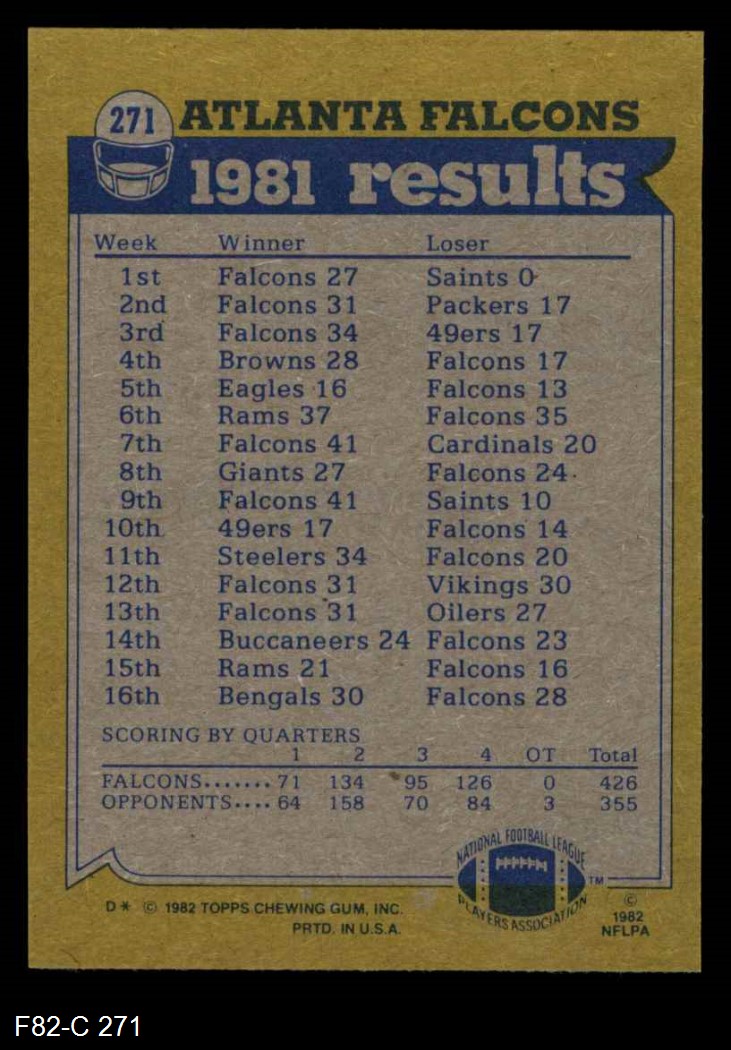 271 ATLANTA FALCONS
1981 results
Week Winner Loser
1st Falcons 27 Saints 0
2nd Falcons 31 Packers 17
3rd Falcons 34 49ers 17
4th Browns 28 Falcons 17
5th Eagles 16 Falcons 13
6th Rams 37 Falcons 35
7th Falcons 41 Cardinals 20
8th Giants 27 Falcons 24
9th Falcons 41 Saints 10
10th 49ers 17 Falcons 14
11th Steelers 34 Falcons 20
12th Falcons 31 Vikings 30
13th Falcons 31 Oilers 27
14th Buccaneers 24 Falcons 23
15th Rams 21 Falcons 16
16th Bengals 30 Falcons 28
SCORING BY QUARTERS
1 2 3 4 OT Total
FALCONS....... 71 134 95 126 0 426
OPPONENTS.... 64 158 70 84 3 355
NATIONAL FOOTBALL LEAGUE
PLAYERS ASSOCIATION
TM
D* © 1982 TOPPS CHEWING GUM, INC.
PRTD. IN U.S.A.
©
1982
NFLPA
F82-C 271